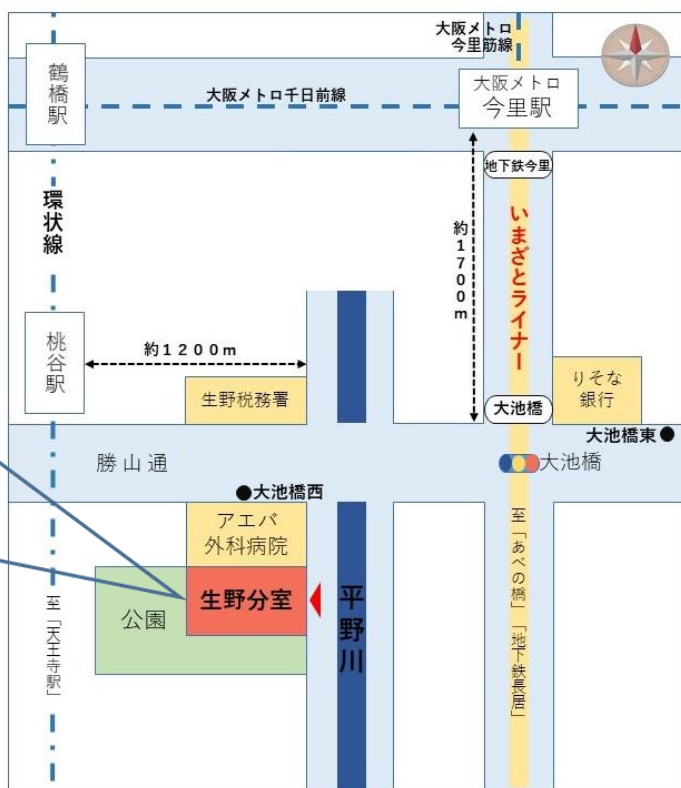 大阪メトロ
今里筋線
鶴橋駅
大阪メトロ千日前線
大阪メトロ
今里駅
地下鉄今里
環状線
いまざとライナー
約1700m
桃谷駅
約1200m
生野税務署
りそな
銀行
大池橋
大池橋東
勝山通
大池橋
大池橋西
アエバ
外科病院
公園
生野分室
平野川
至「天王寺駅」
至「あべの橋」「地下鉄長居」